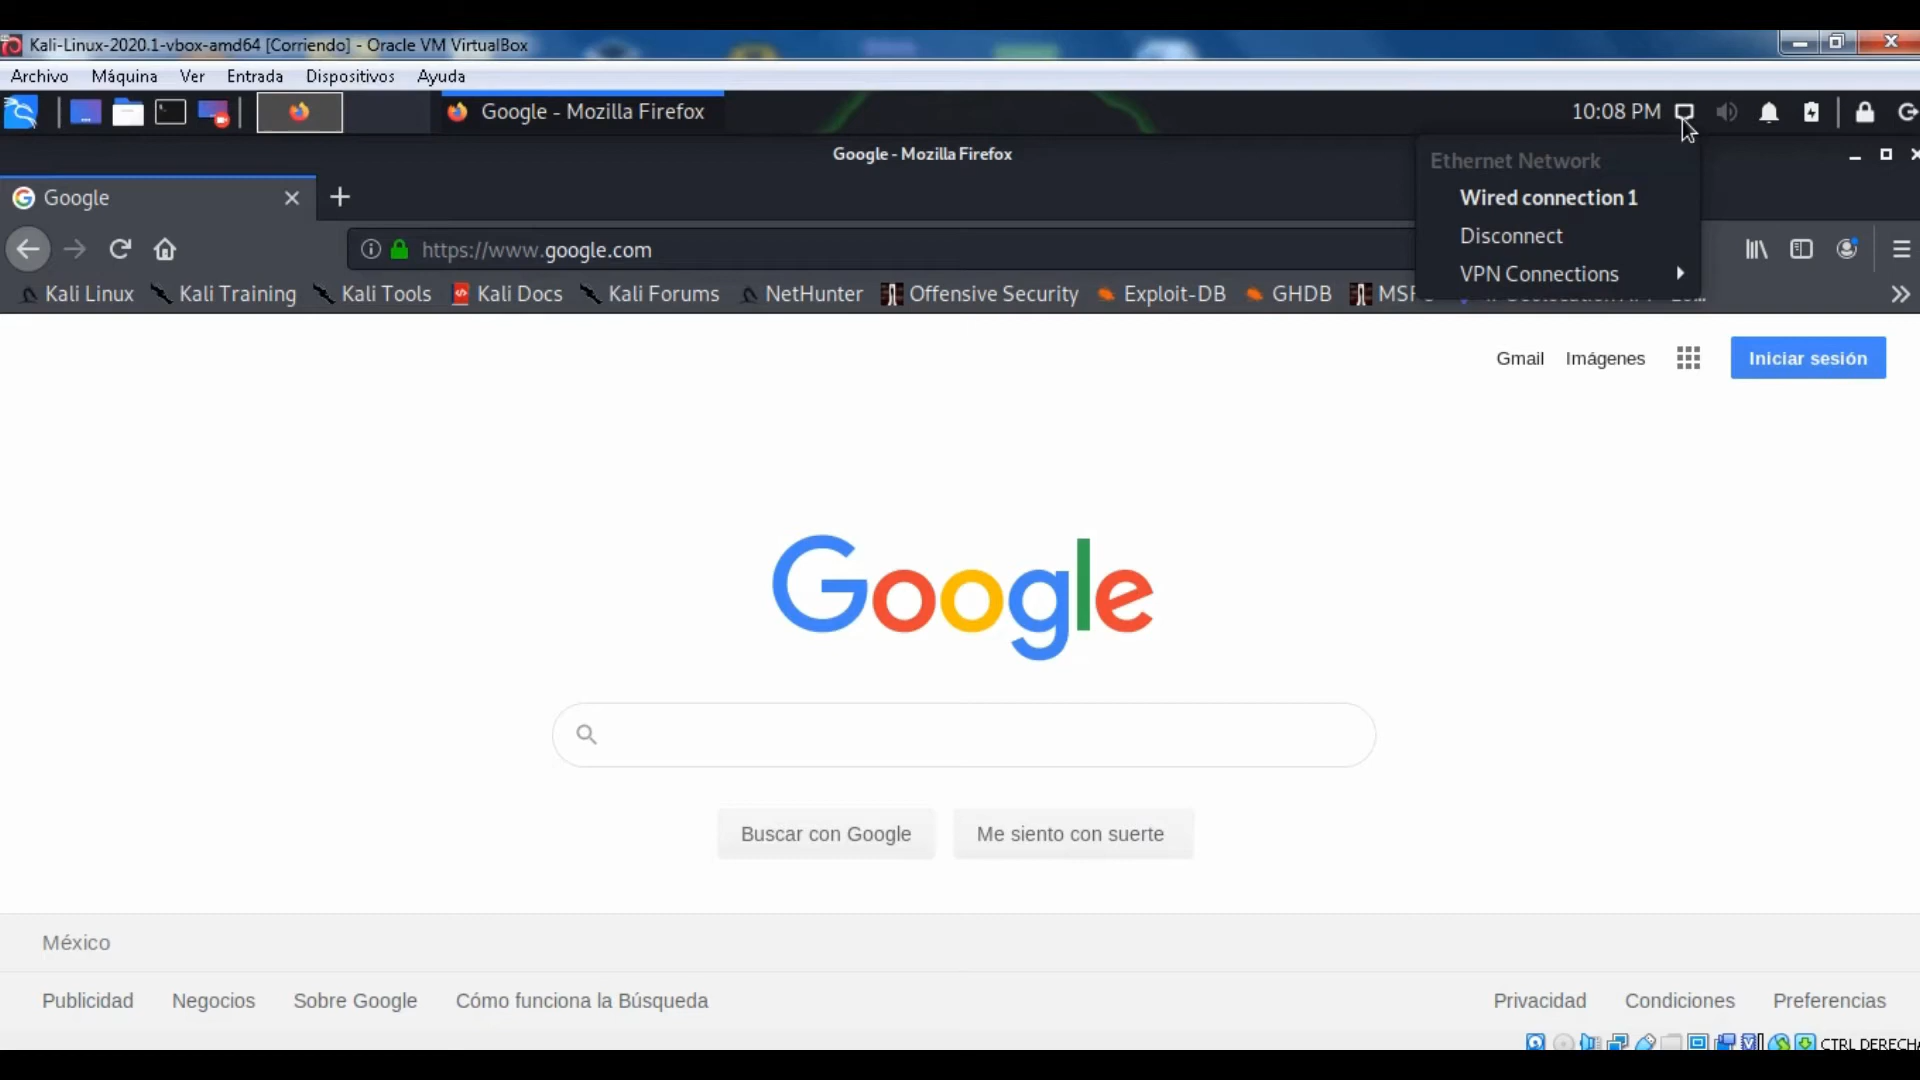 Kali-Linux-2020.1-vbox-amd64 [Corriendo] - Oracle VM VirtualBox
Archivo Máquina Ver Entrada Dispositivos Ayuda
Google - Mozilla Firefox 10:08 PM
Google - Mozilla Firefox
Ethernet Network
Wired connection 1
Disconnect
VPN Connections
Google
https://www.google.com
Kali Linux Kali Training Kali Tools Kali Docs Kali Forums NetHunter Offensive Security Exploit-DB GHDB
Gmail Imágenes Iniciar sesión
Google
Buscar con Google Me siento con suerte
México
Publicidad Negocios Sobre Google Cómo funciona la Búsqueda Privacidad Condiciones Preferencias
CTRL DERECHA